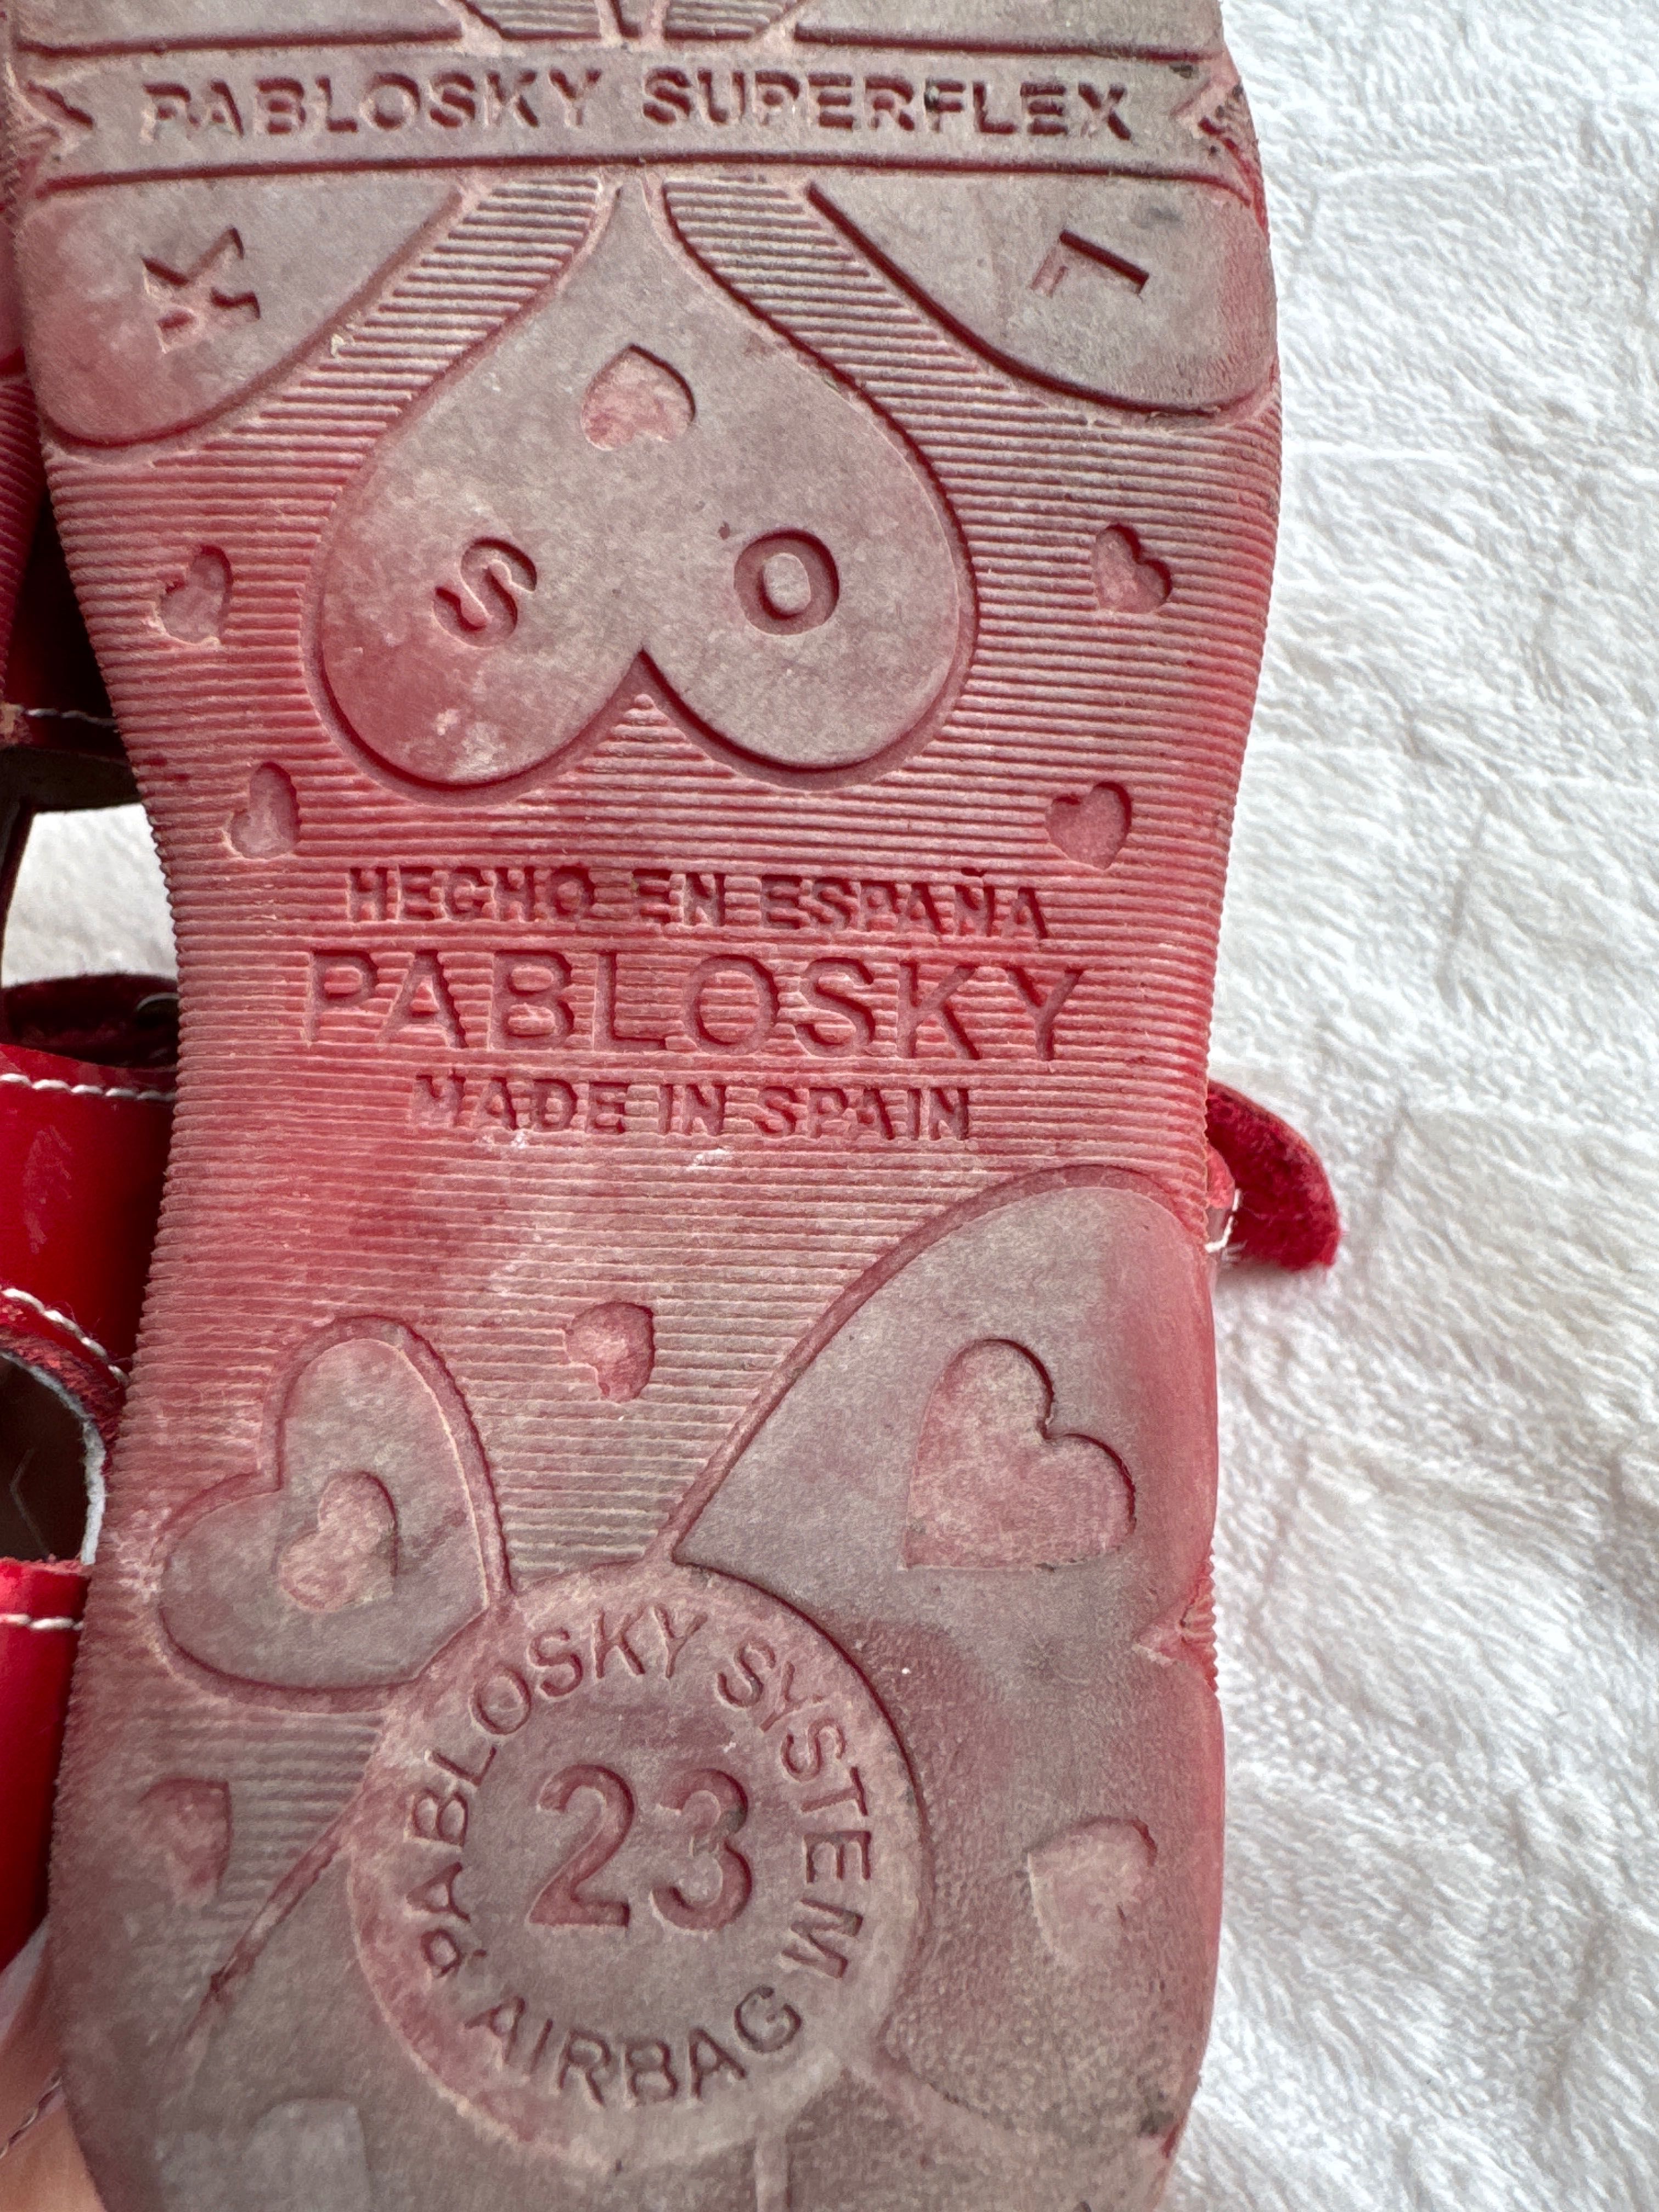 PABLOSKY SUPERFLEX
K L
S O
HECHO EN ESPAÑA
PABLOSKY
MADE IN SPAIN
PABLOSKY SYSTEM
23
AIRBAG